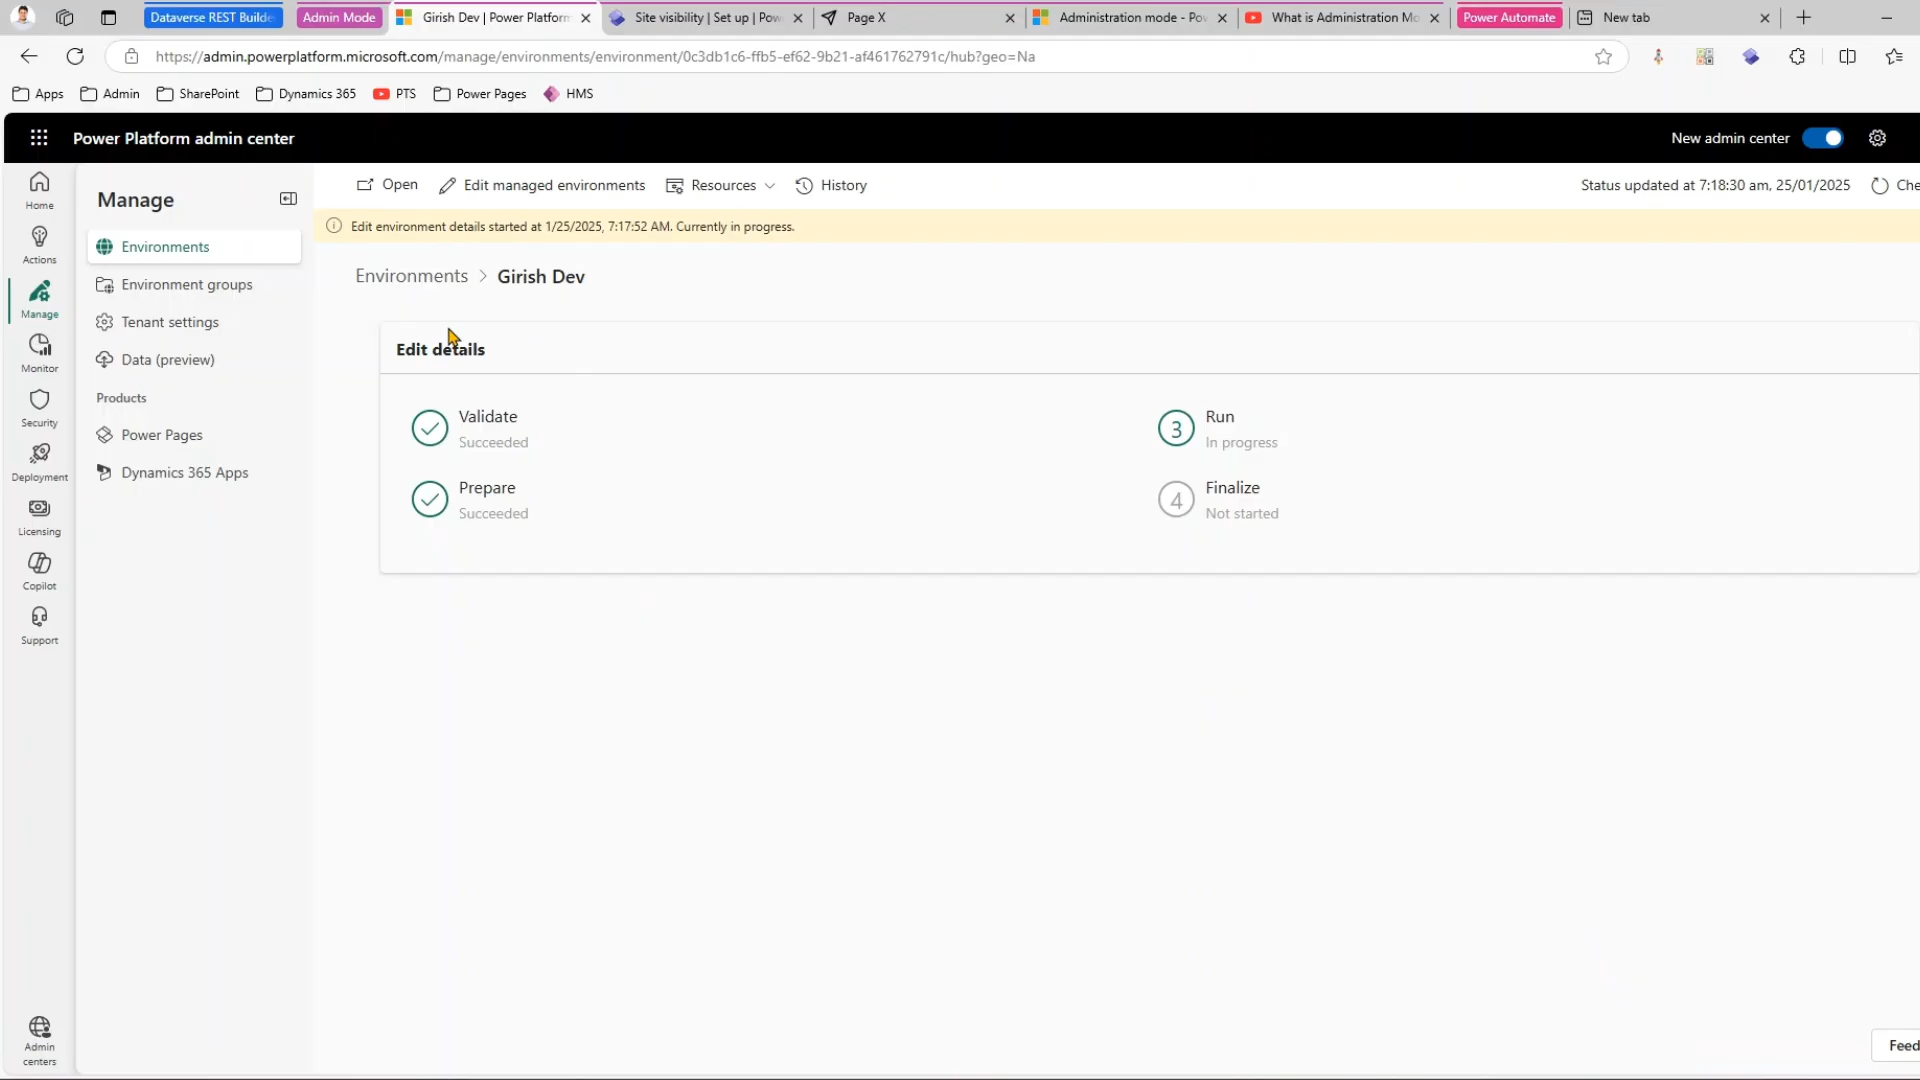 Dataverse REST Builde
Admin Mode
Girish Dev | Power Platform
Site visibility | Set up | Pow
Page X
Administration mode - Po
What is Administration Mo
Power Automate
New tab
https://admin.powerplatform.microsoft.com/manage/environments/environment/0c3db1c6-ffb5-ef62-9b21-af461762791c/hub?geo=Na
Apps
Admin
SharePoint
Dynamics 365
PTS
Power Pages
HMS
Power Platform admin center
New admin center
Home
Actions
Manage
Monitor
Security
Deployment
Licensing
Copilot
Support
Admin
centers
Manage
Environments
Environment groups
Tenant settings
Data (preview)
Products
Power Pages
Dynamics 365 Apps
Open
Edit managed environments
Resources
History
Status updated at 7:18:30 am, 25/01/2025
Che
Edit environment details started at 1/25/2025, 7:17:52 AM. Currently in progress.
Environments > Girish Dev
Edit details
Validate
Succeeded
Prepare
Succeeded
3
Run
In progress
4
Finalize
Not started
Feed